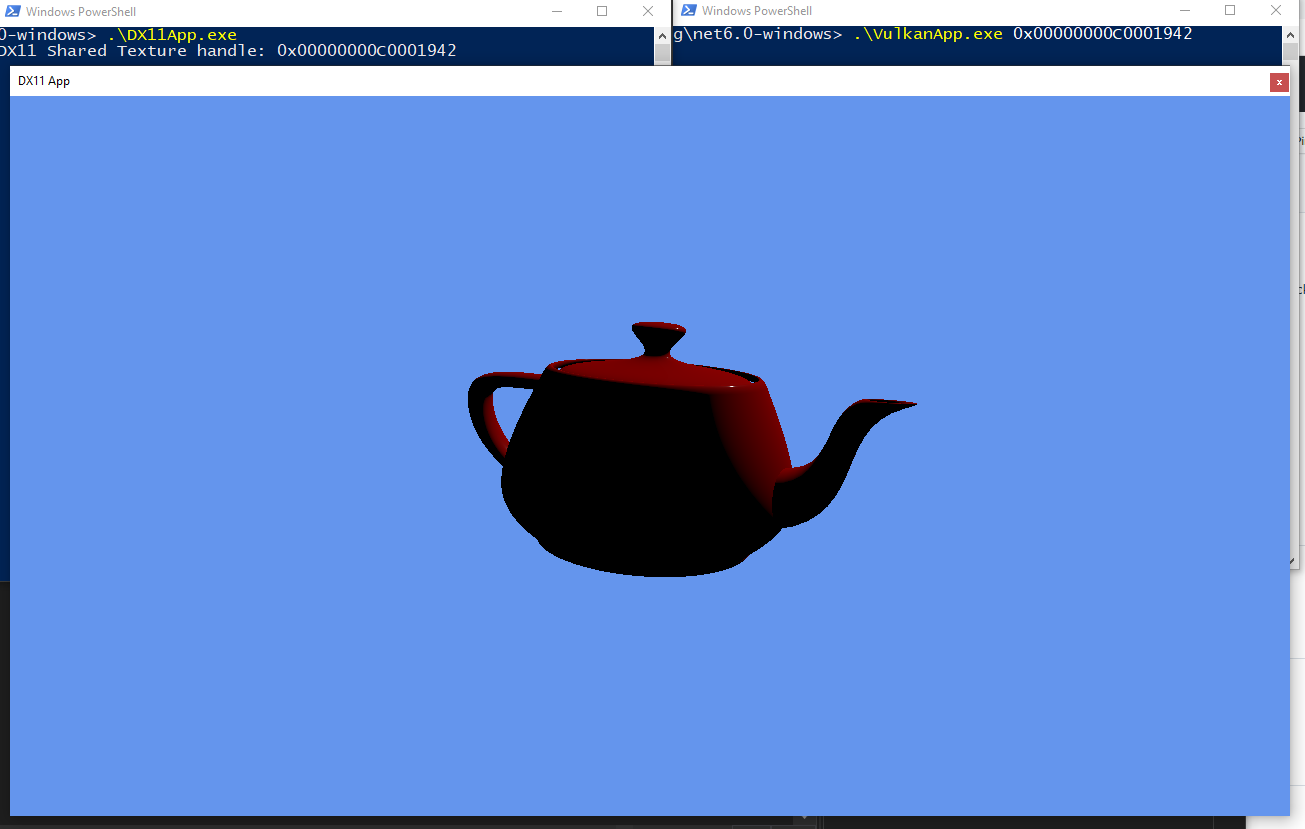 Windows PowerShell
0-windows> .\DX11App.exe
DX11 Shared Texture handle: 0x00000000C0001942
Windows PowerShell
g\net6.0-windows> .\VulkanApp.exe 0x00000000C0001942
DX11 App